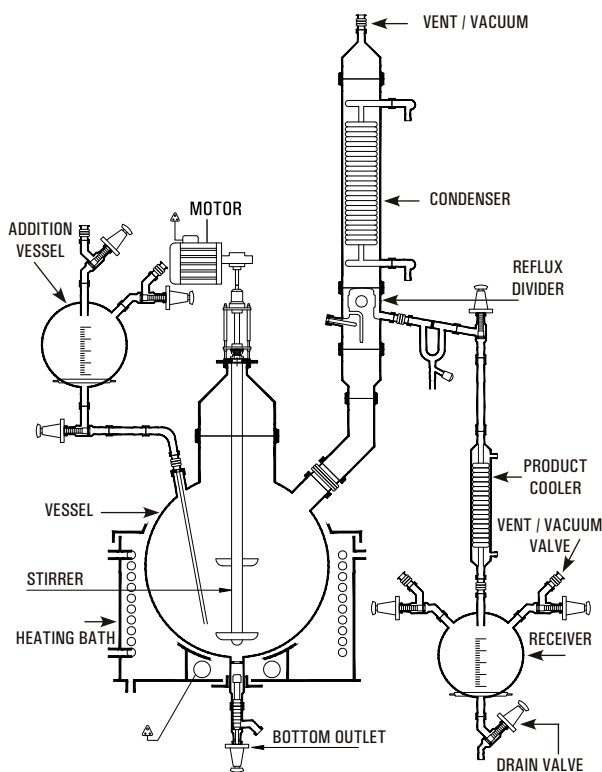 VENT / VACUUM
MOTOR
ADDITION
VESSEL
CONDENSER
REFLUX
DIVIDER
PRODUCT
COOLER
VESSEL
VENT / VACUUM
VALVE
STIRRER
HEATING BATH
RECEIVER
BOTTOM OUTLET
DRAIN VALVE